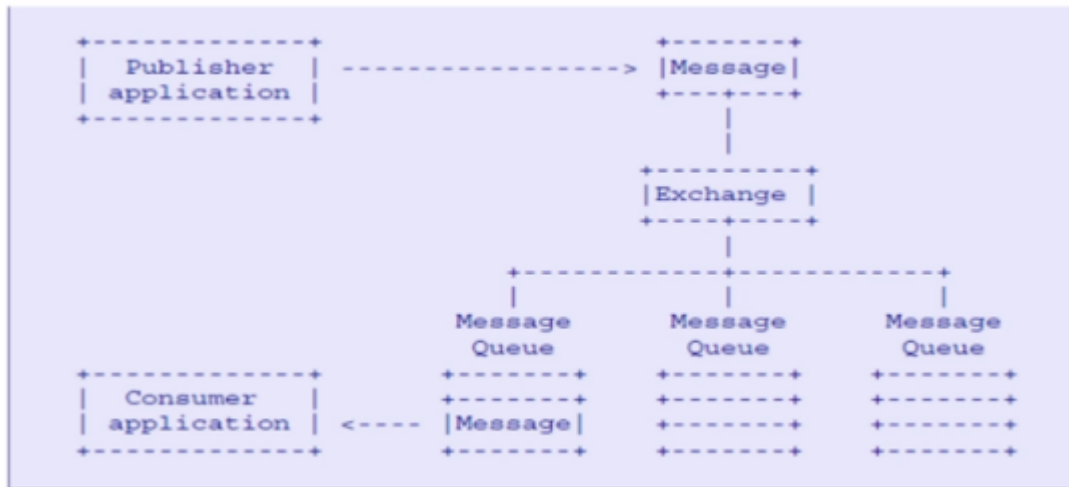 +--------------+ +-------+
| Publisher | ------------------> |Message|
| application | +---+---+
+--------------+ |
|
+---------+
|Exchange |
+----+----+
|
+------------+------------+
| | |
Message Message Message
Queue Queue Queue
+--------------+ +-------+ +-------+ +-------+
| Consumer | +-------+ +-------+ +-------+
| application | <---- |Message| +-------+ +-------+
+--------------+ +-------+ +-------+ +-------+